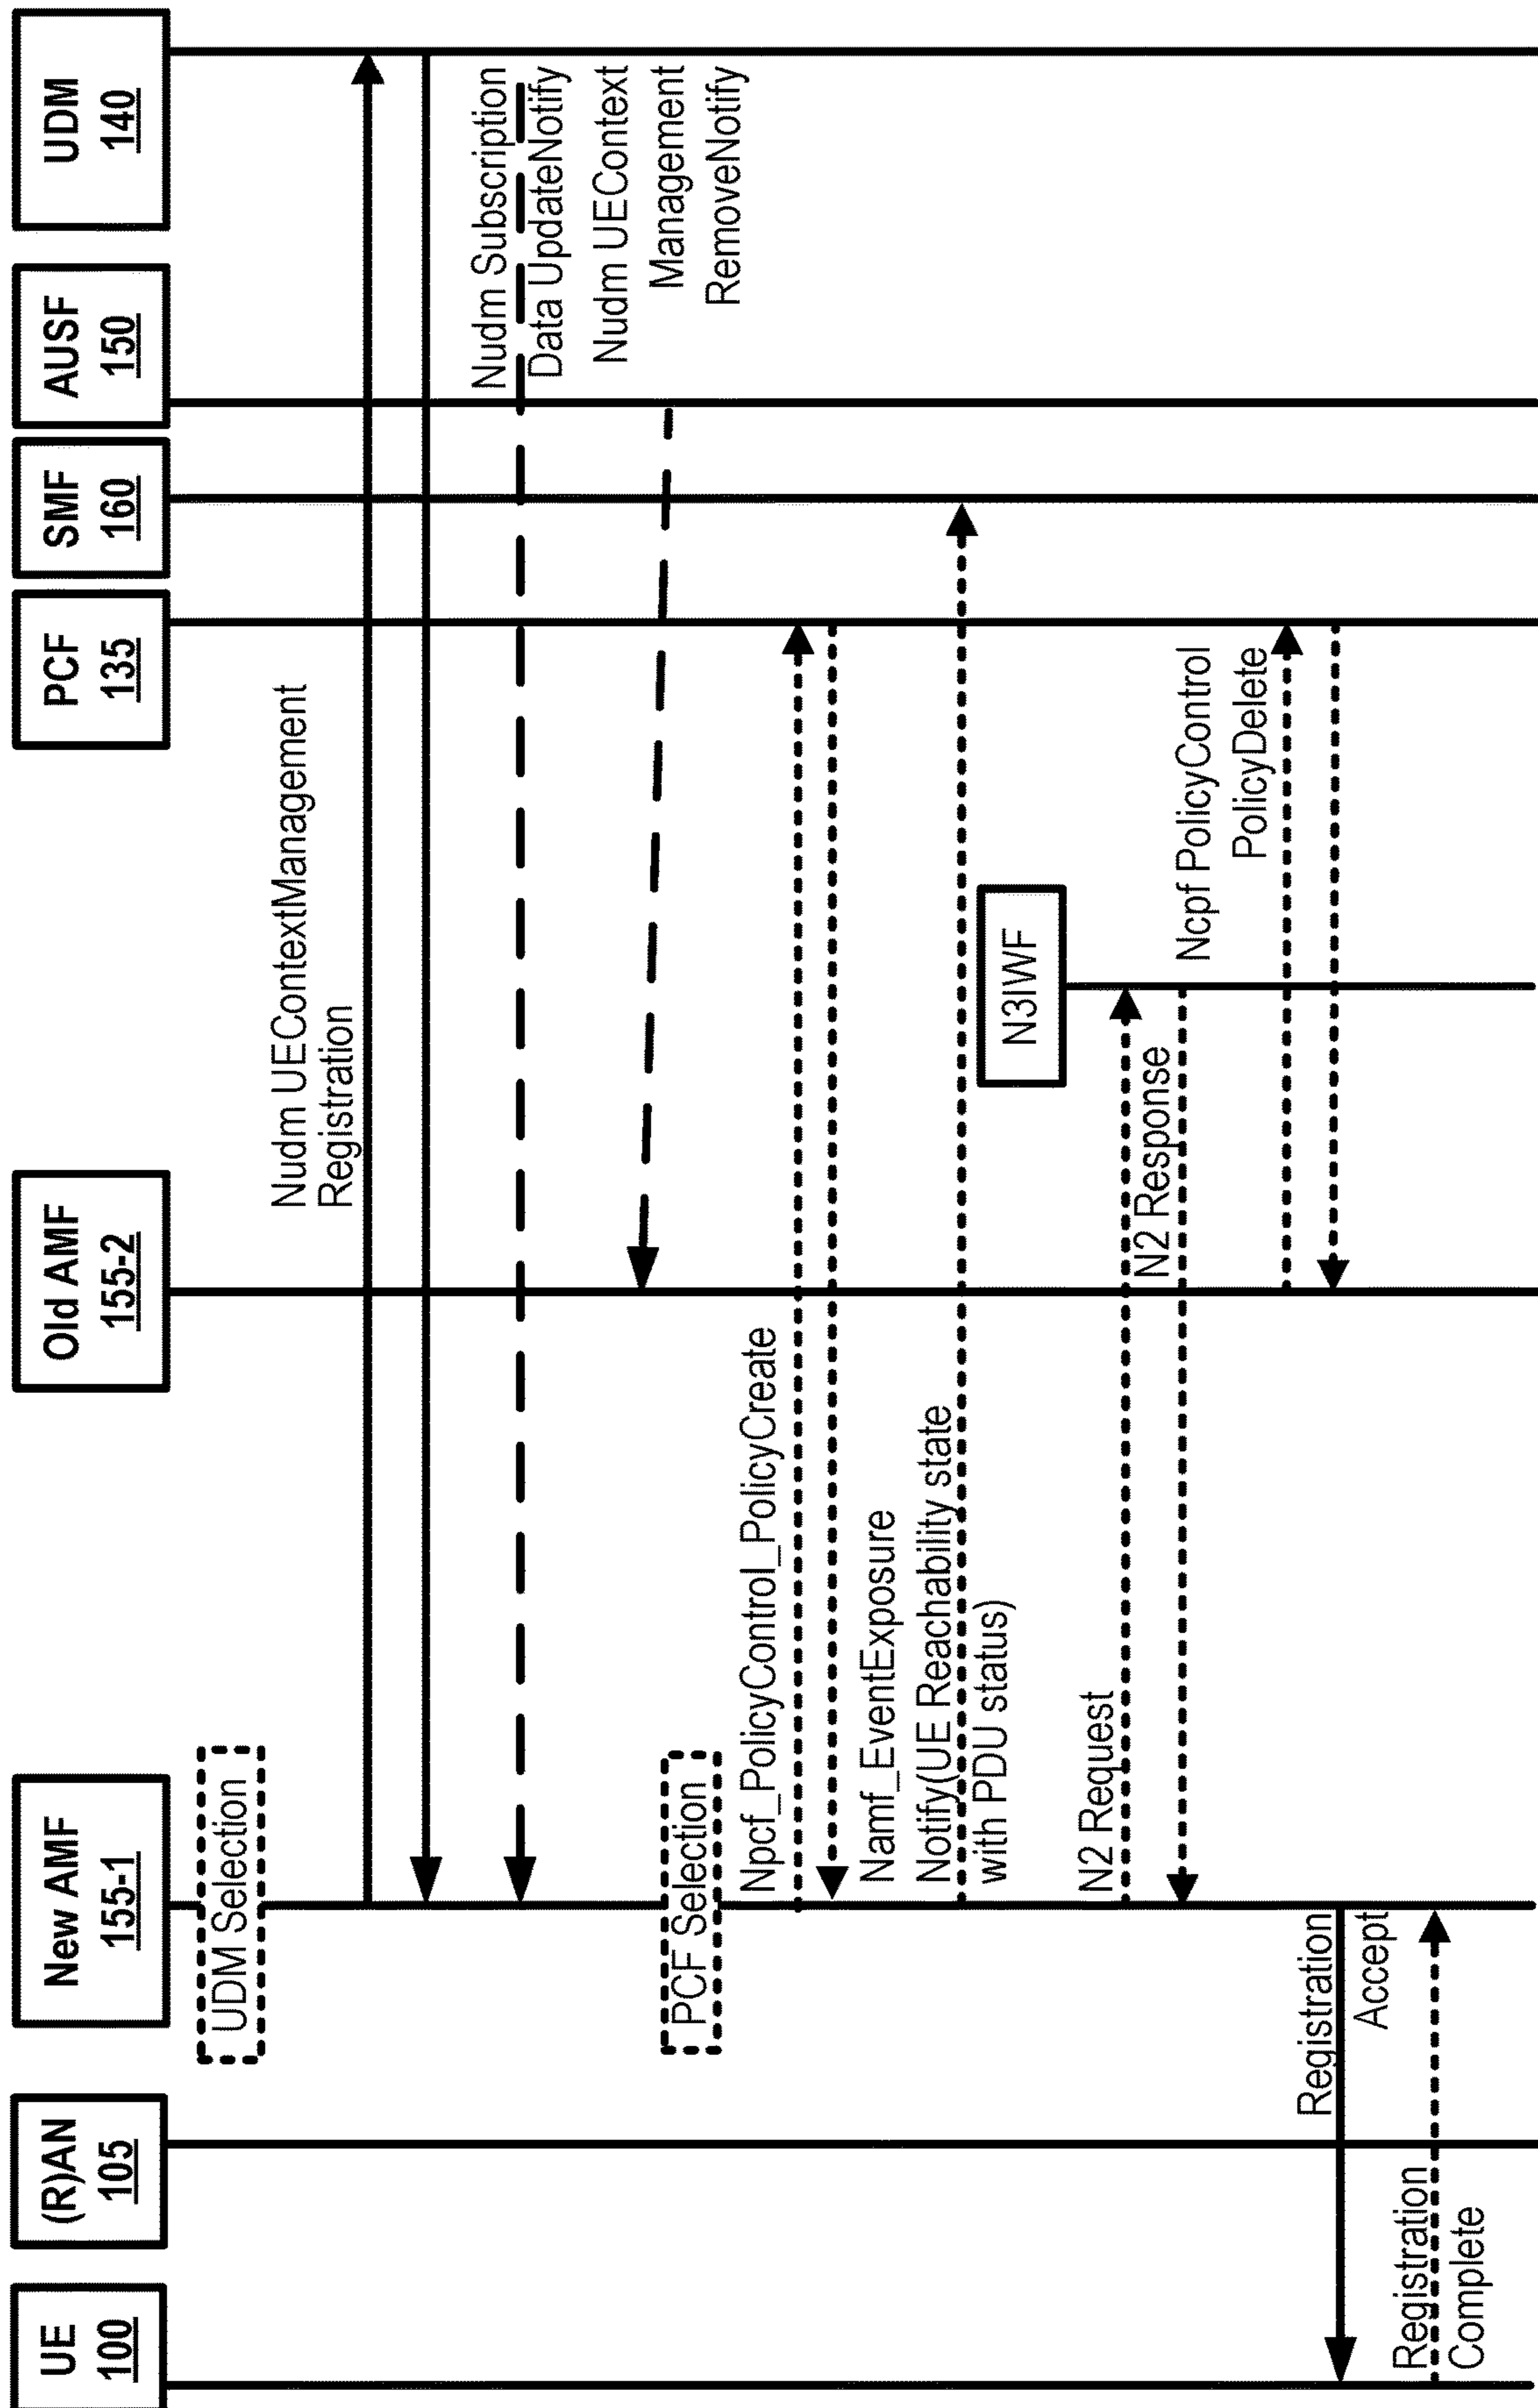 UE
100
(R)AN
105
New AMF
155-1
Old AMF
155-2
PCF
135
SMF
160
AUSF
150
UDM
140
UDM Selection
Nudm UEContextManagement
Registration
Nudm Subscription
Data UpdateNotify
Nudm UEContext
Management
RemoveNotify
PCF Selection
Npcf_PolicyControl_PolicyCreate
Namf_EventExposure
Notify(UE Reachability state
with PDU status)
N3IWF
N2 Request
N2 Response
Ncpf PolicyControl
PolicyDelete
Registration
Accept
Registration
Complete